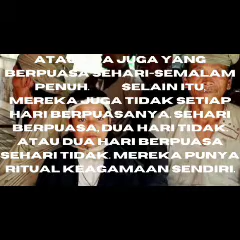 ATAU ADA JUGA YANG
BERPUASA SEHARI-SEMALAM
PENUH. SELAIN ITU,
MEREKA JUGA TIDAK SETIAP
HARI BERPUASANYA. SEHARI
BERPUASA, DUA HARI TIDAK
ATAU DUA HARI BERPUASA
SEHARI TIDAK. MEREKA PUNYA
RITUAL KEAGAMAAN SENDIRI.